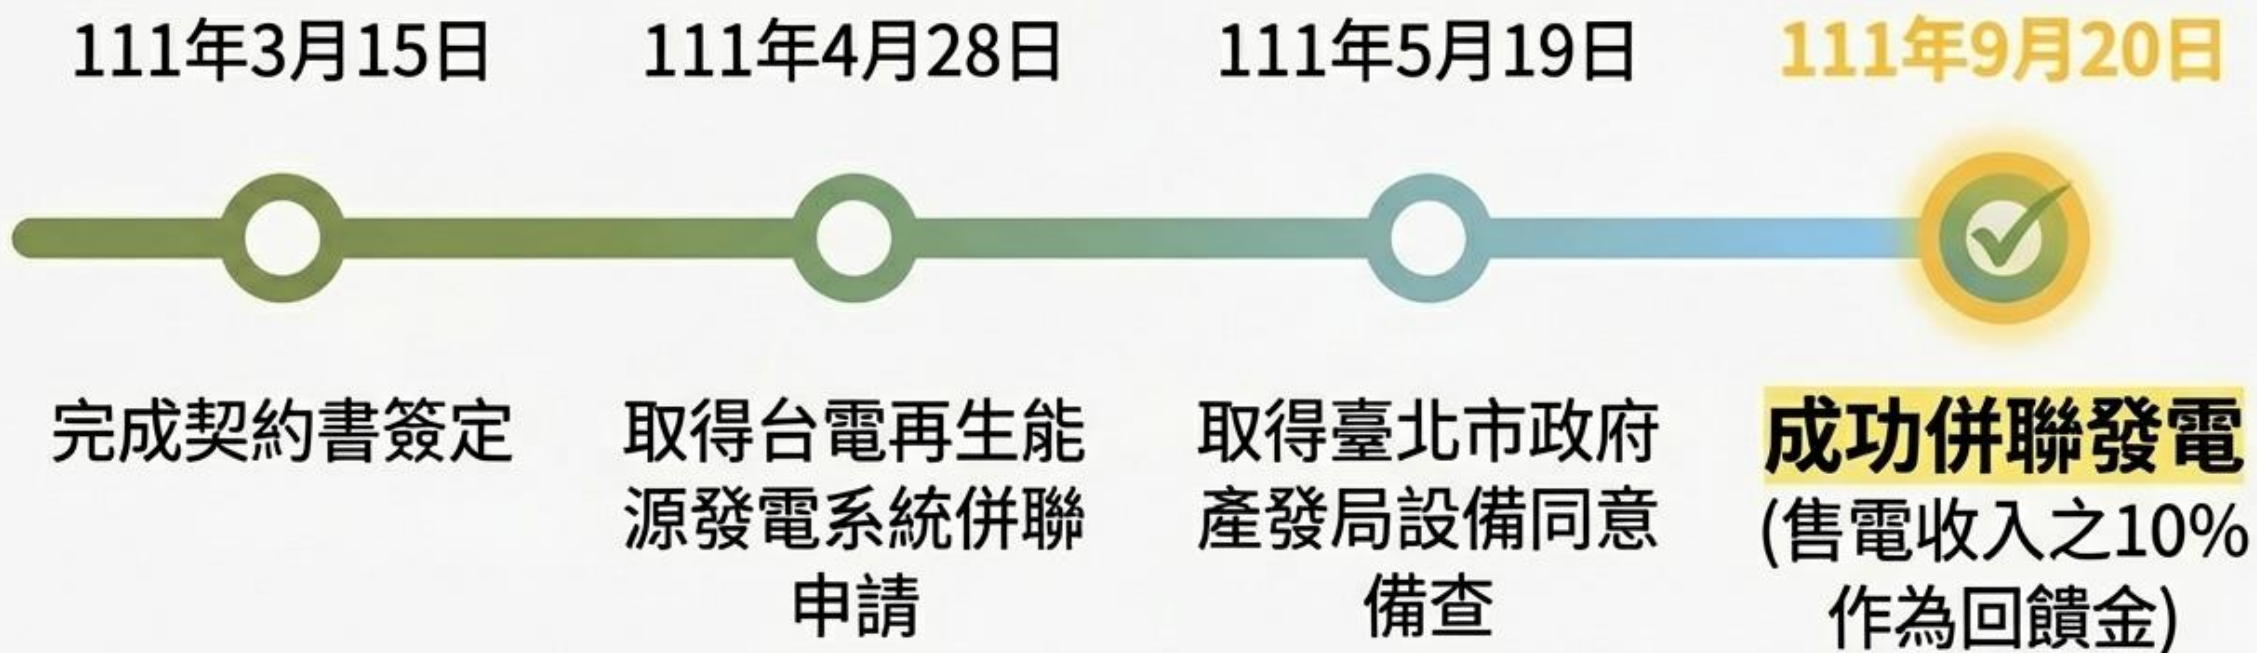 111年3月15日
111年4月28日
111年5月19日
111年9月20日
完成契約書簽定
取得台電再生能
源發電系統併聯
申請
取得臺北市政府
產發局設備同意
備查
成功併聯發電
(售電收入之10%
作為回饋金)